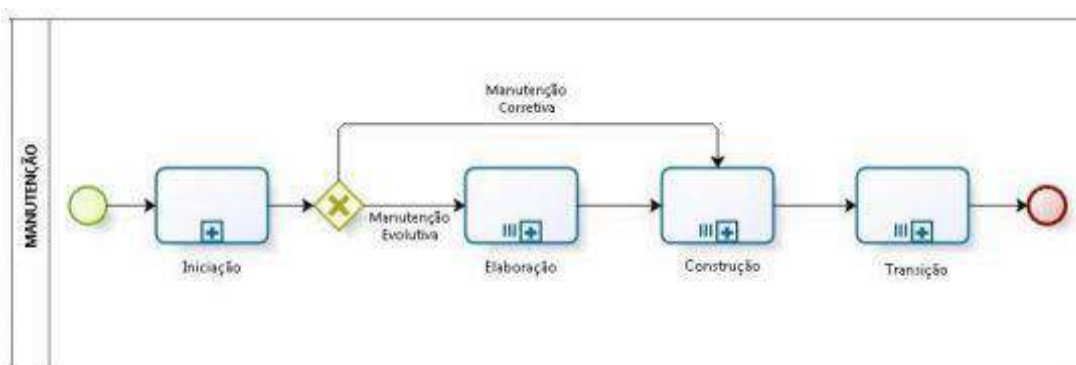 MANUTENÇÃO
Manutenção
Corretiva
Manutenção
Evolutiva
Iniciação
Elaboração
Construção
Transição